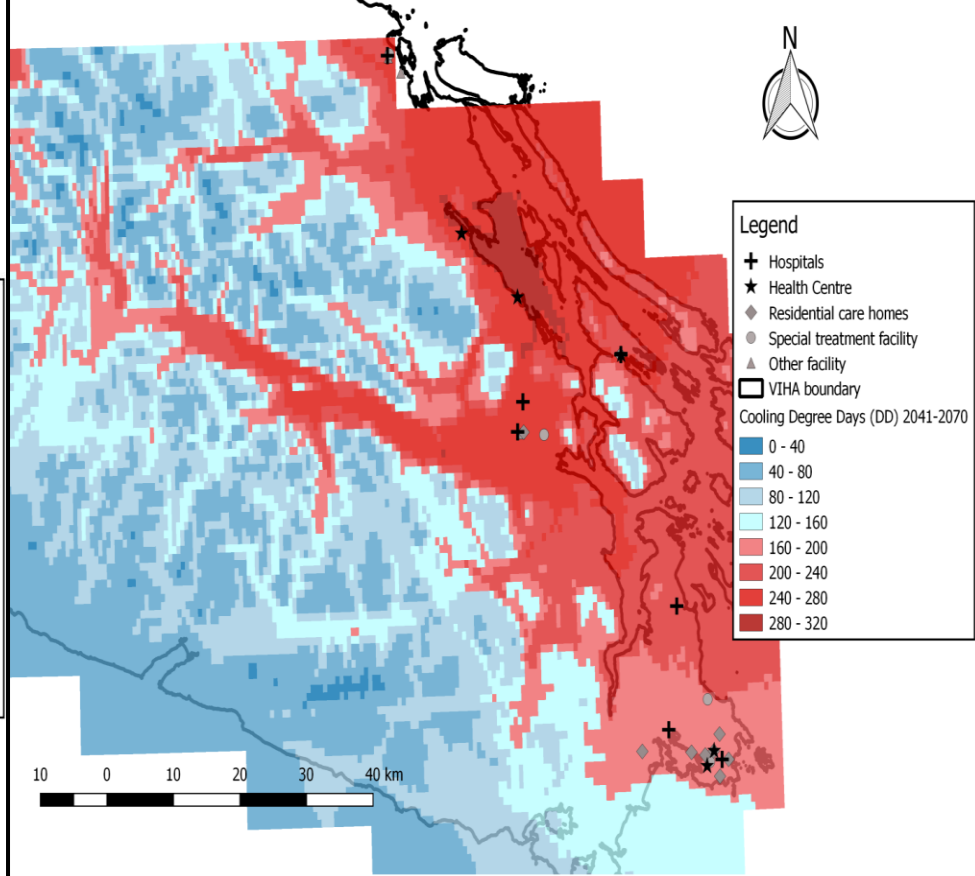 N
Legend
Hospitals
Health Centre
Residential care homes
Special treatment facility
Other facility
VIHA boundary
Cooling Degree Days (DD) 2041-2070
0 - 40
40 - 80
80 - 120
120 - 160
160 - 200
200 - 240
240 - 280
280 - 320
10 0 10 20 30 40 km